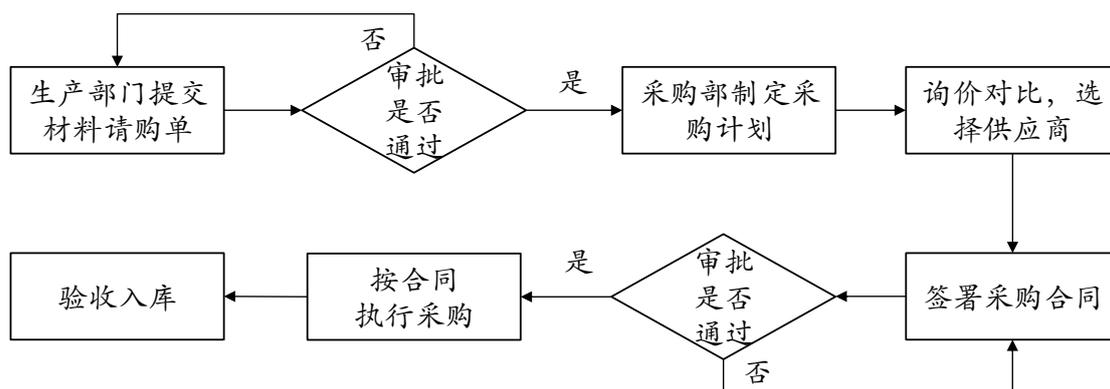 否
生产部门提交
材料请购单
审批
是否
通过
是
采购部制定采
购计划
询价对比，选
择供应商
签署采购合同
审批
是否
通过
否
是
按合同
执行采购
验收入库